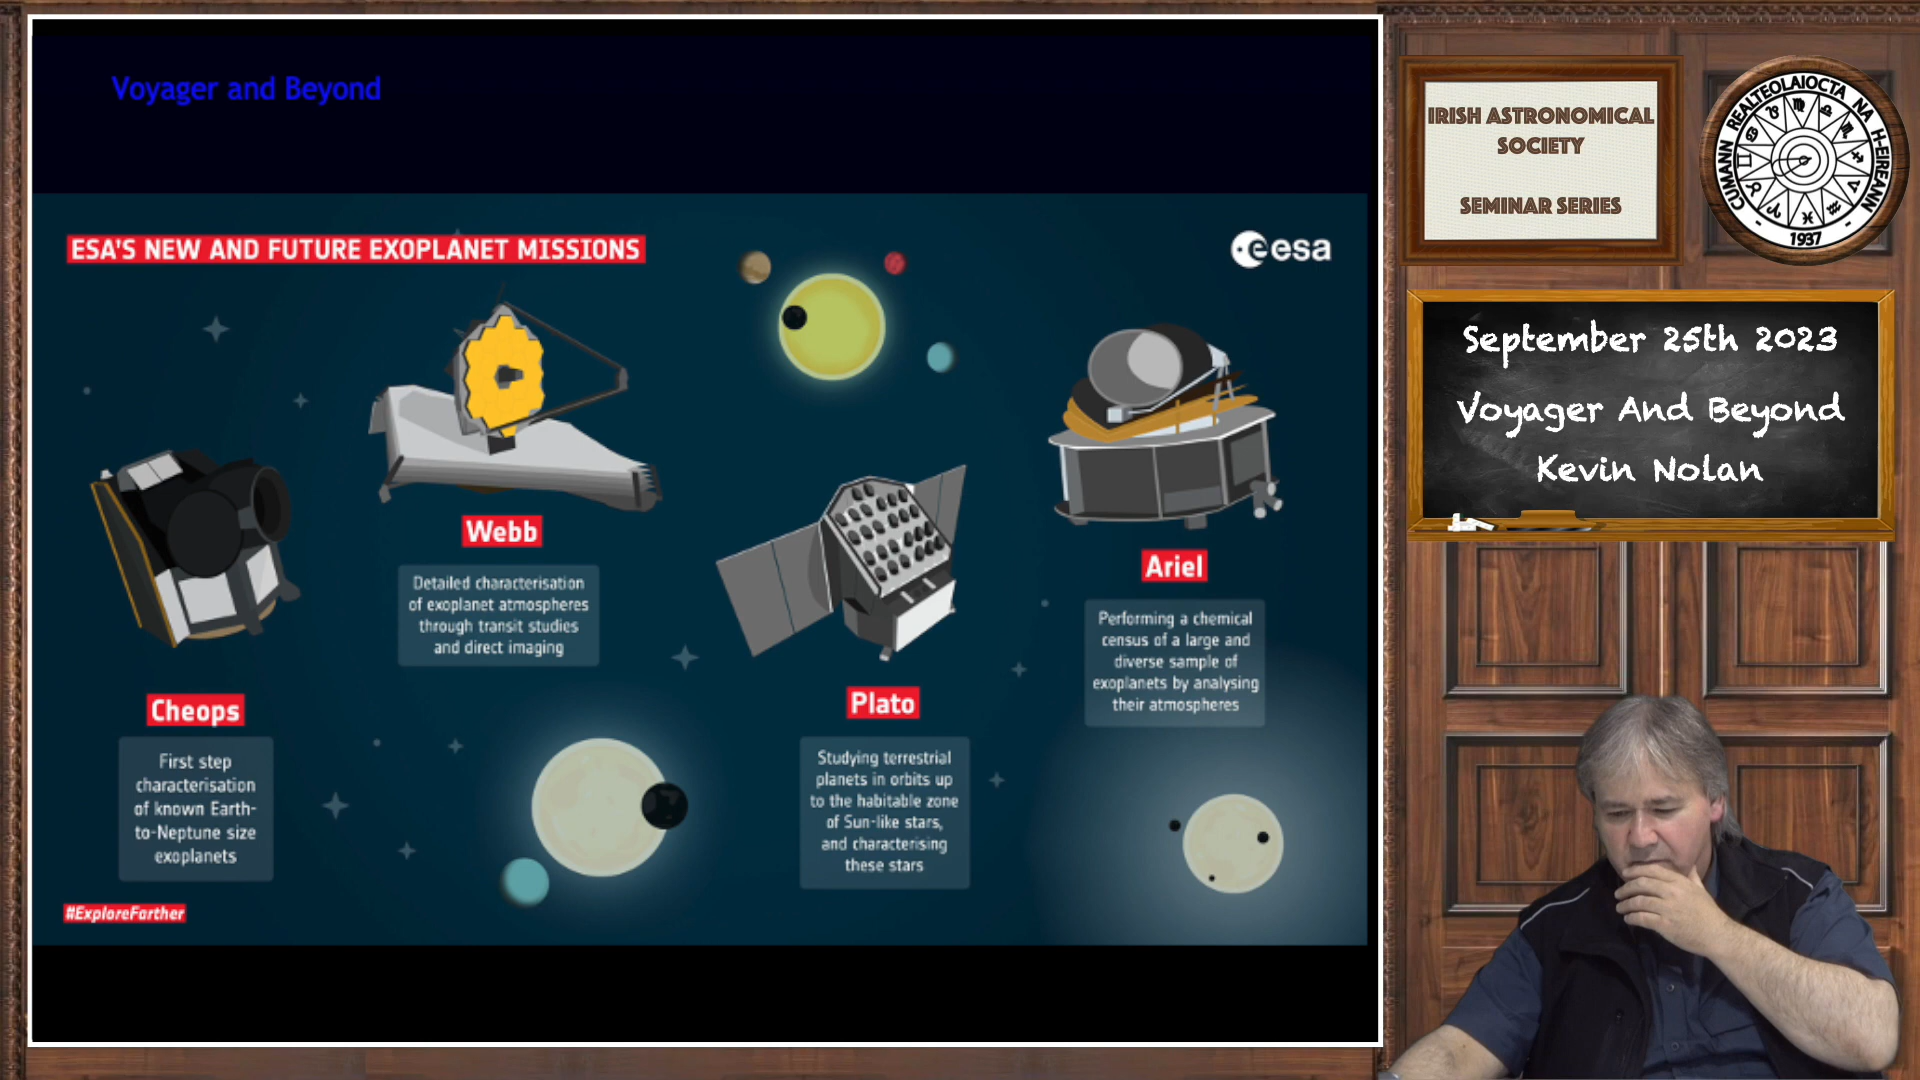 Voyager and Beyond
ESA'S NEW AND FUTURE EXOPLANET MISSIONS
esa
Webb
Detailed characterisation
of exoplanet atmospheres
through transit studies
and direct imaging
Ariel
Performing a chemical
census of a large and
diverse sample of
exoplanets by analysing
their atmospheres
Cheops
First step
characterisation
of known Earth-
to-Neptune size
exoplanets
Plato
Studying terrestrial
planets in orbits up
to the habitable zone
of Sun-like stars,
and characterising
these stars
#ExploreFarther
IRISH ASTRONOMICAL
SOCIETY
SEMINAR SERIES
CUMANN REALTEOLAIOCTA NA H-EIREANN
- 1937 -
September 25th 2023
Voyager And Beyond
Kevin Nolan